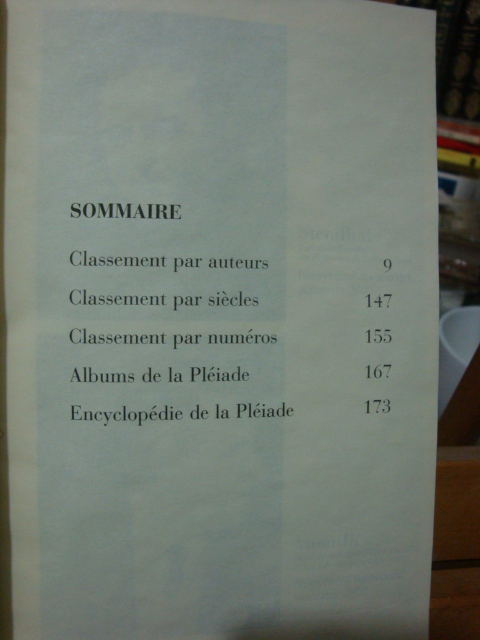 SOMMAIRE
Classement par auteurs 9
Classement par siècles 147
Classement par numéros 155
Albums de la Pléiade 167
Encyclopédie de la Pléiade 173